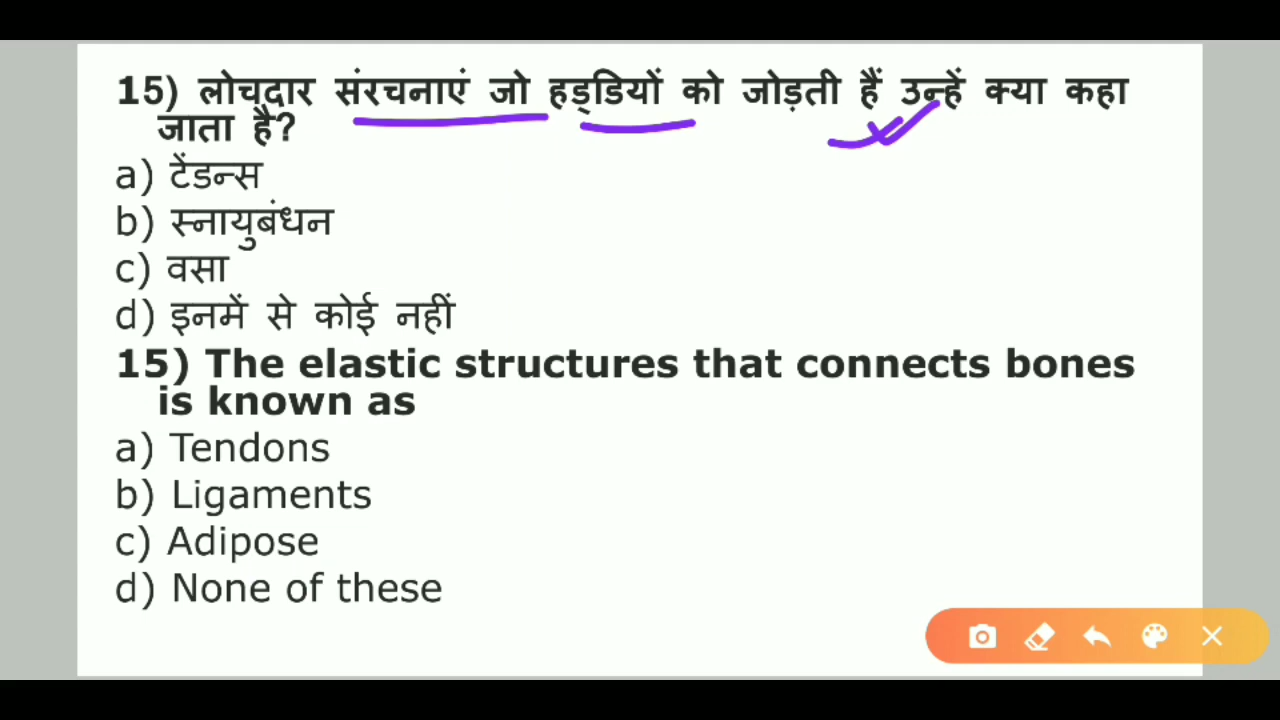 15) लोचदार संरचनाएं जो हड्डियों को जोड़ती हैं उन्हें क्या कहा
जाता है?
a) टेंडन्स
b) स्नायुबंधन
c) वसा
d) इनमें से कोई नहीं
15) The elastic structures that connects bones
is known as
a) Tendons
b) Ligaments
c) Adipose
d) None of these